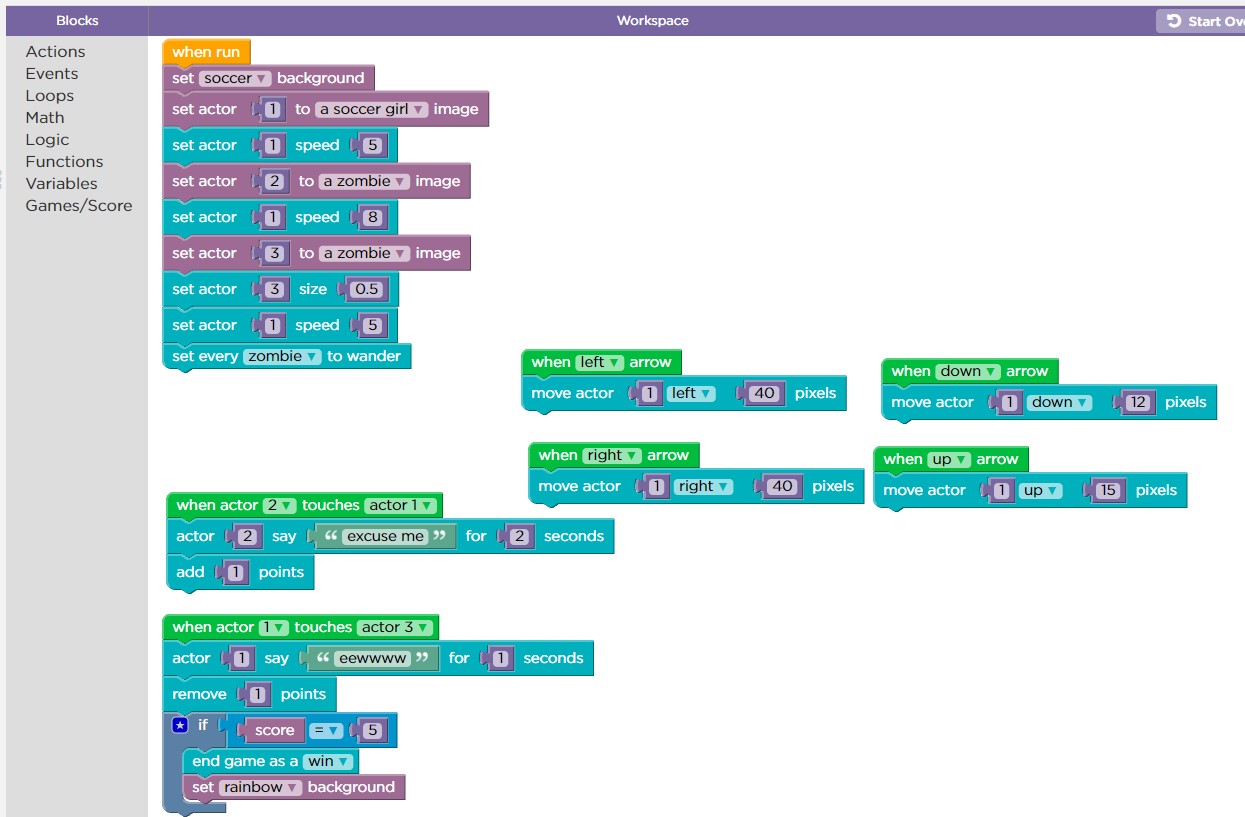 Blocks
Workspace
Start Ov
Actions
Events
Loops
Math
Logic
Functions
Variables
Games/Score
when run
set soccer ▼ background
set actor 1 to a soccer girl ▼ image
set actor 1 speed 5
set actor 2 to a zombie ▼ image
set actor 1 speed 8
set actor 3 to a zombie ▼ image
set actor 3 size 0.5
set actor 1 speed 5
set every zombie ▼ to wander
when left ▼ arrow
move actor 1 left ▼ 40 pixels
when down ▼ arrow
move actor 1 down ▼ 12 pixels
when right ▼ arrow
move actor 1 right ▼ 40 pixels
when up ▼ arrow
move actor 1 up ▼ 15 pixels
when actor 2 ▼ touches actor 1 ▼
actor 2 say “ excuse me ” for 2 seconds
add 1 points
when actor 1 ▼ touches actor 3 ▼
actor 1 say “ eewwww ” for 1 seconds
remove 1 points
if score = ▼ 5
end game as a win ▼
set rainbow ▼ background